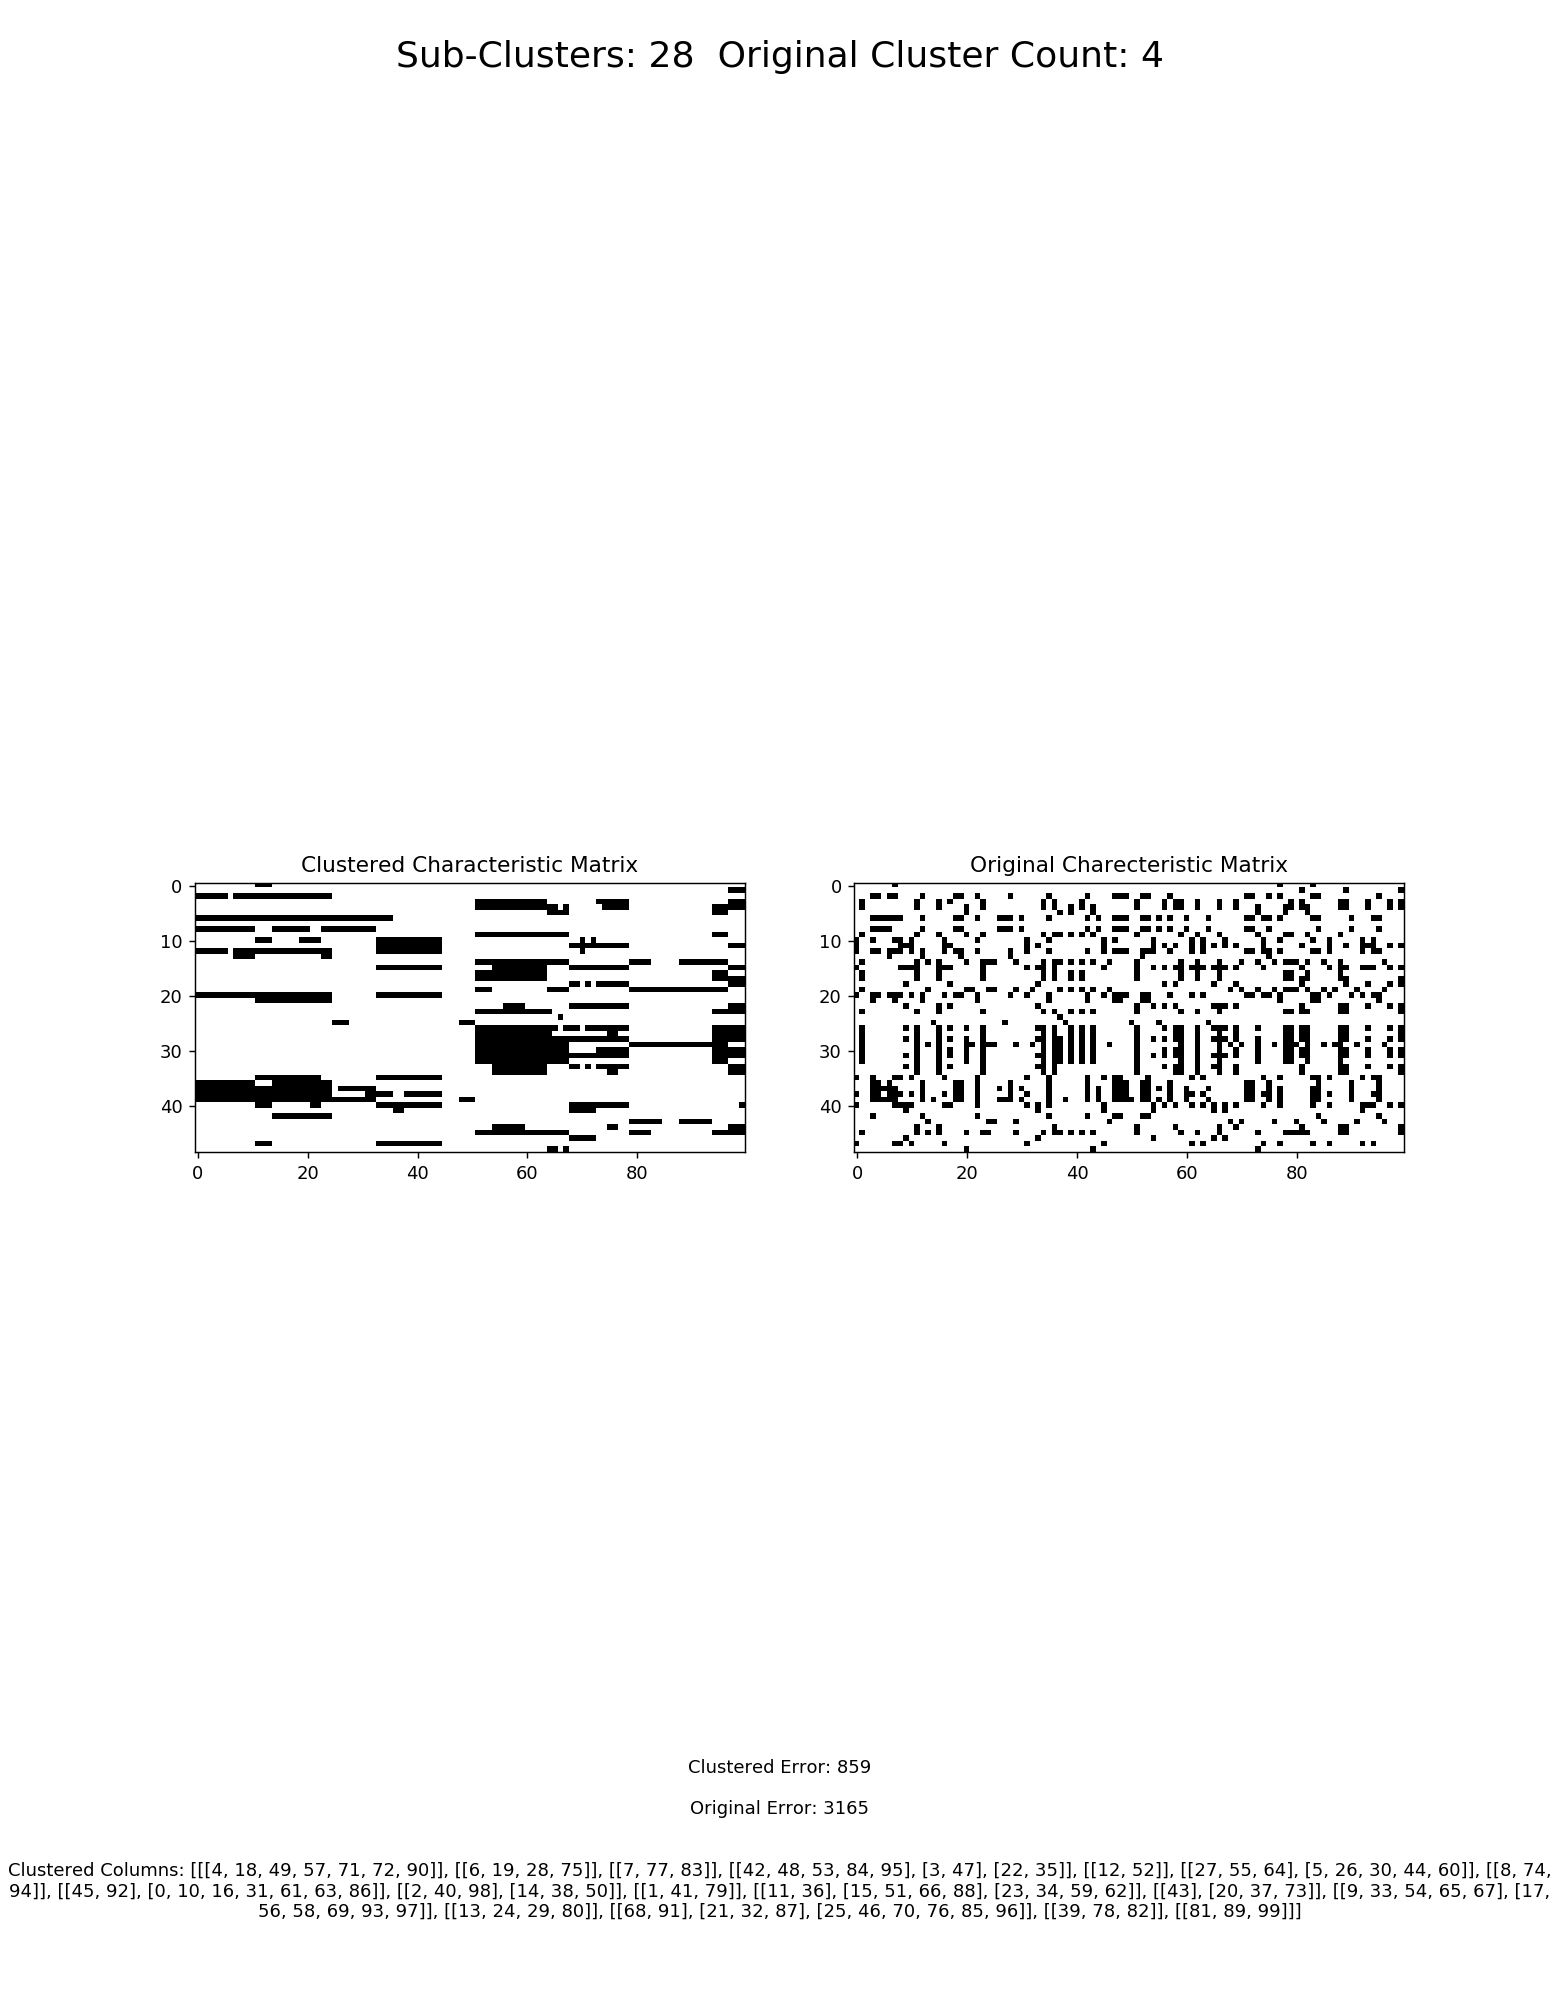 Sub-Clusters: 28  Original Cluster Count: 4
Clustered Characteristic Matrix
Original Charecteristic Matrix
0
10
20
30
40
0
20
40
60
80
0
10
20
30
40
0
20
40
60
80
Clustered Error: 859
Original Error: 3165
Clustered Columns: [[[4, 18, 49, 57, 71, 72, 90]], [[6, 19, 28, 75]], [[7, 77, 83]], [[42, 48, 53, 84, 95], [3, 47], [22, 35]], [[12, 52]], [[27, 55, 64], [5, 26, 30, 44, 60]], [[8, 74,
94]], [[45, 92], [0, 10, 16, 31, 61, 63, 86]], [[2, 40, 98], [14, 38, 50]], [[1, 41, 79]], [[11, 36], [15, 51, 66, 88], [23, 34, 59, 62]], [[43], [20, 37, 73]], [[9, 33, 54, 65, 67], [17,
56, 58, 69, 93, 97]], [[13, 24, 29, 80]], [[68, 91], [21, 32, 87], [25, 46, 70, 76, 85, 96]], [[39, 78, 82]], [[81, 89, 99]]]